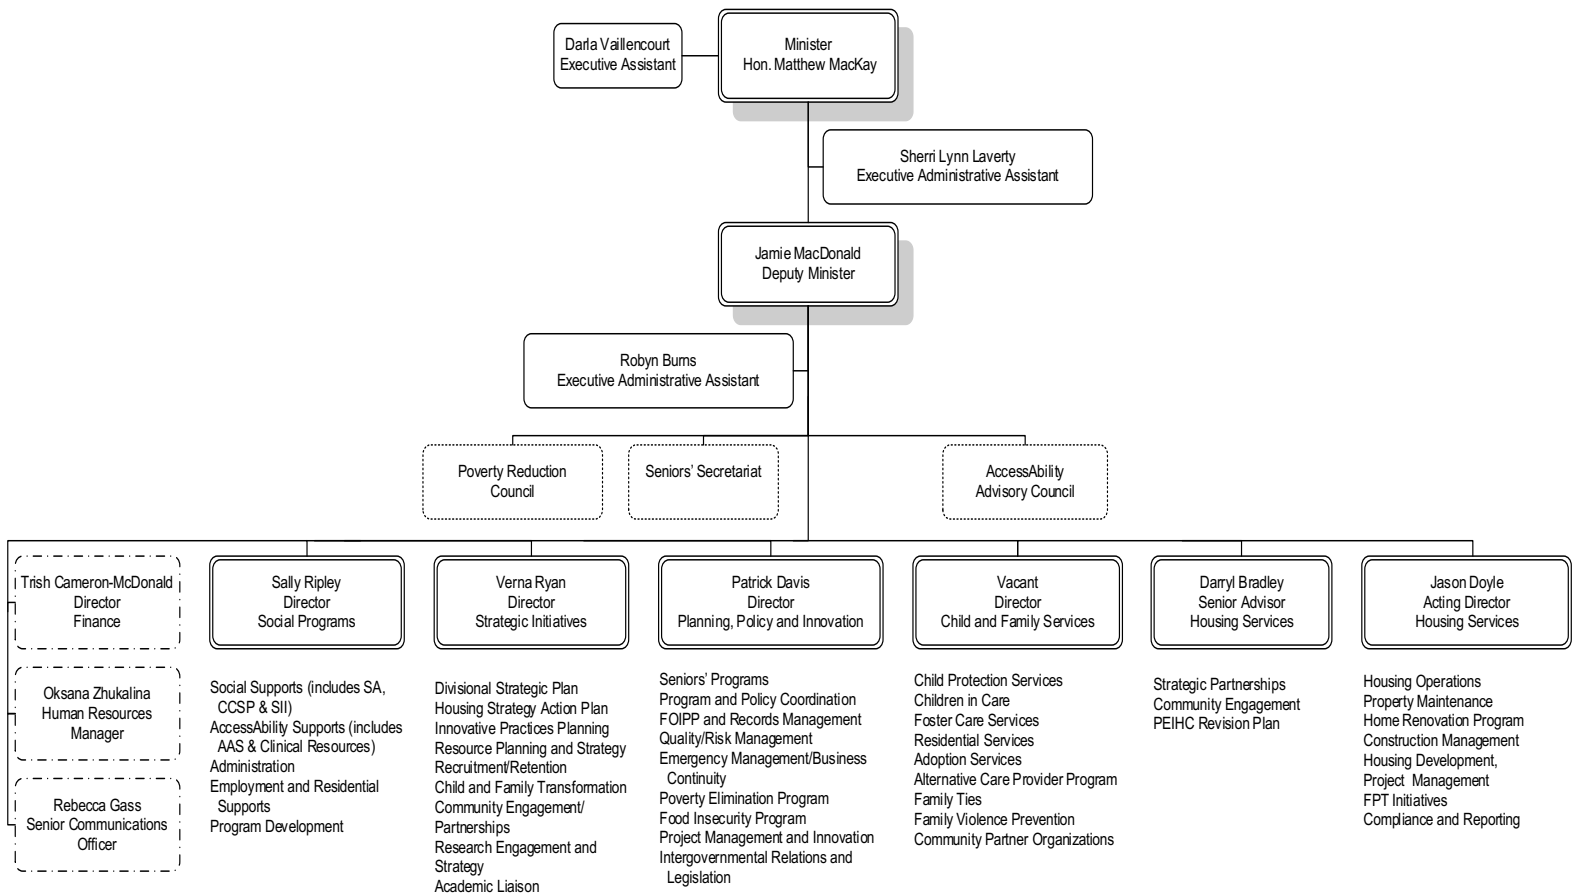 Darla Vaillencourt
Executive Assistant
Minister
Hon. Matthew MacKay
Sherri Lynn Laverty
Executive Administrative Assistant
Jamie MacDonald
Deputy Minister
Robyn Burns
Executive Administrative Assistant
Poverty Reduction
Council
Seniors' Secretariat
AccessAbility
Advisory Council
Trish Cameron-McDonald
Director
Finance
Oksana Zhukalina
Human Resources
Manager
Rebecca Gass
Senior Communications
Officer
Sally Ripley
Director
Social Programs
Social Supports (includes SA,
CCSP & SII)
AccessAbility Supports (includes
AAS & Clinical Resources)
Administration
Employment and Residential
Supports
Program Development
Verna Ryan
Director
Strategic Initiatives
Divisional Strategic Plan
Housing Strategy Action Plan
Innovative Practices Planning
Resource Planning and Strategy
Recruitment/Retention
Child and Family Transformation
Community Engagement/
Partnerships
Research Engagement and
Strategy
Academic Liaison
Patrick Davis
Director
Planning, Policy and Innovation
Seniors' Programs
Program and Policy Coordination
FOIPP and Records Management
Quality/Risk Management
Emergency Management/Business
Continuity
Poverty Elimination Program
Food Insecurity Program
Project Management and Innovation
Intergovernmental Relations and
Legislation
Vacant
Director
Child and Family Services
Child Protection Services
Children in Care
Foster Care Services
Residential Services
Adoption Services
Alternative Care Provider Program
Family Ties
Family Violence Prevention
Community Partner Organizations
Darryl Bradley
Senior Advisor
Housing Services
Strategic Partnerships
Community Engagement
PEIHC Revision Plan
Jason Doyle
Acting Director
Housing Services
Housing Operations
Property Maintenance
Home Renovation Program
Construction Management
Housing Development,
Project Management
FPT Initiatives
Compliance and Reporting